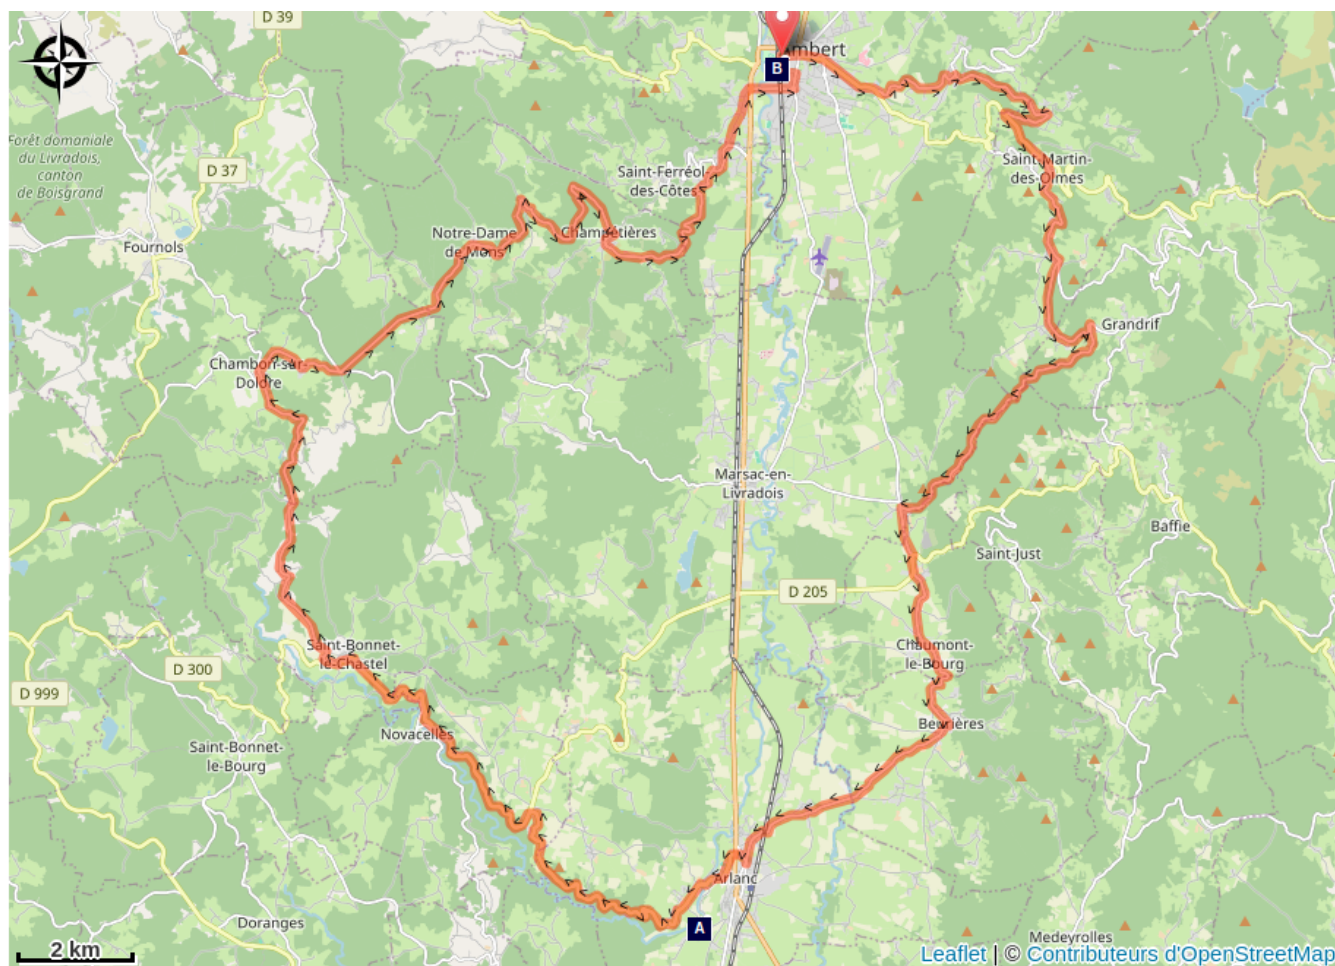 D 39
Ambert
B
Forêt domaniale
du Livradois,
canton
de Boisgrand
D 37
Saint-Ferréol-
des-Côtes
Saint-Martin-
des-Olmes
Notre-Dame
de Mons
Champétières
Fournols
Grandrif
Chambon-sur-
Dolore
Marsac-en-
Livradois
Baffie
Saint-Just
D 205
Saint-Bonnet-
le-Chastel
Chaumont-
le-Bourg
D 300
D 999
Novacelles
Beurières
Saint-Bonnet-
le-Bourg
Arlanc
A
Doranges
Medeyrolles
2 km
Leaflet | © Contributeurs d'OpenStreetMap